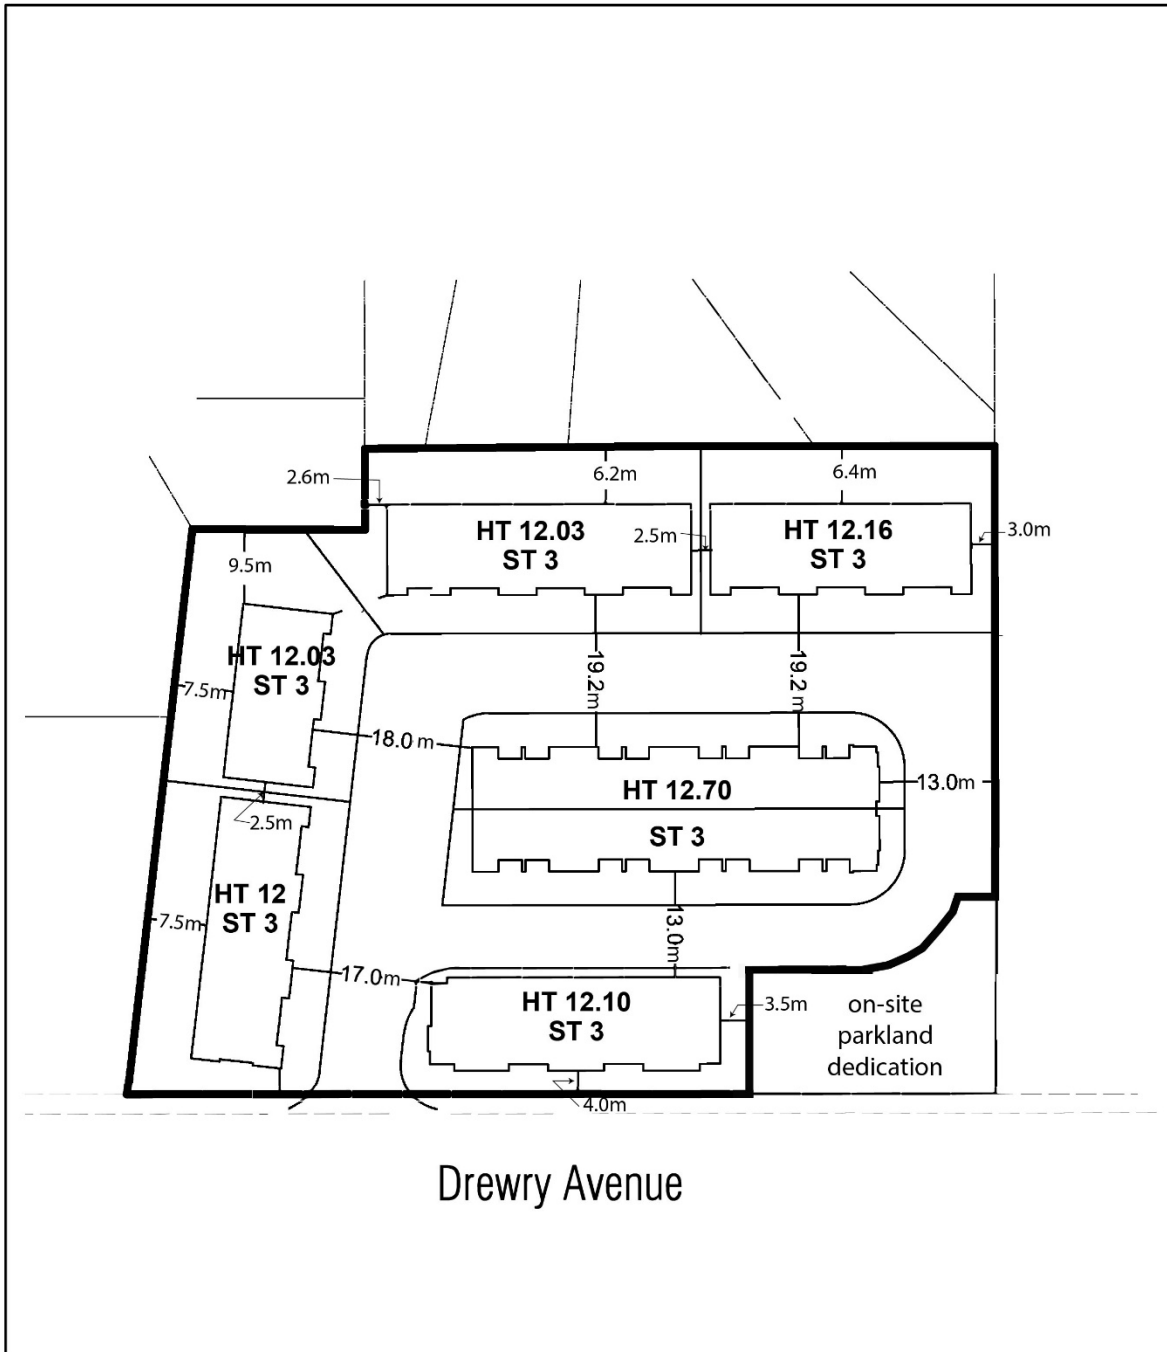 2.6m
6.2m
6.4m
HT 12.03
ST 3
2.5m
HT 12.16
ST 3
3.0m
9.5m
HT 12.03
ST 3
7.5m
19.2m
19.2 m
18.0 m
HT 12.70
ST 3
13.0m
2.5m
HT 12
ST 3
7.5m
13.0m
17.0m
HT 12.10
ST 3
3.5m
on-site
parkland
dedication
4.0m
Drewry Avenue